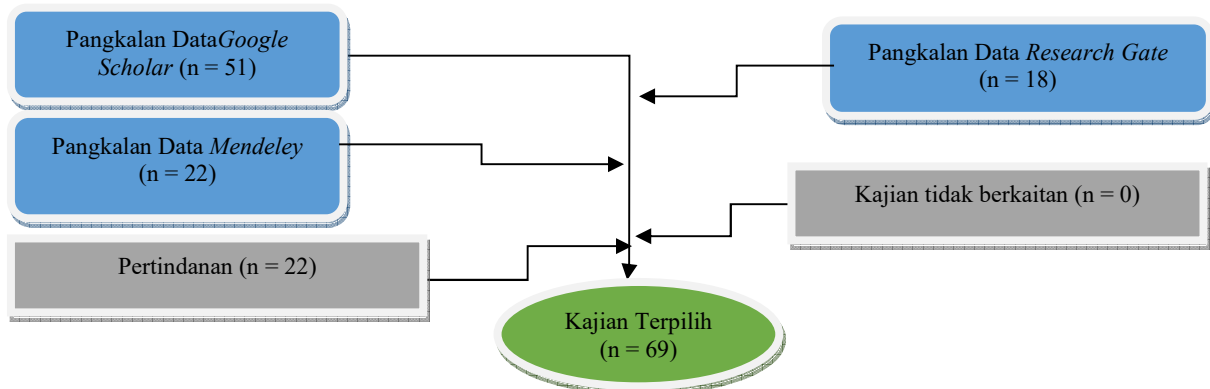 Pangkalan DataGoogle
Scholar (n = 51)
Pangkalan Data Research Gate
(n = 18)
Pangkalan Data Mendeley
(n = 22)
Kajian tidak berkaitan (n = 0)
Pertindanan (n = 22)
Kajian Terpilih
(n = 69)